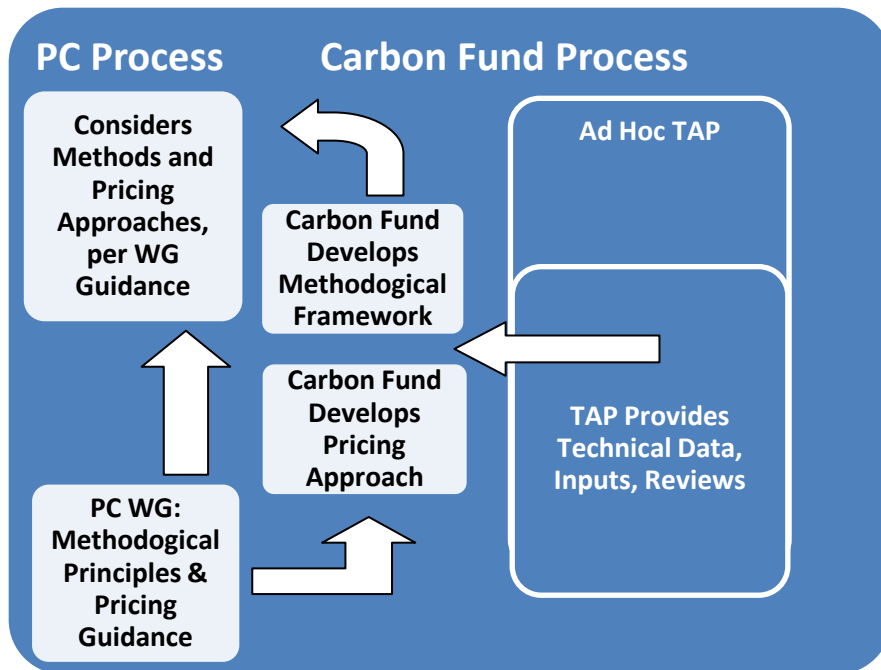 PC Process
Carbon Fund Process
Considers
Methods and
Pricing
Approaches,
per WG
Guidance
Carbon Fund
Develops
Methodogical
Framework
Ad Hoc TAP
Carbon Fund
Develops
Pricing
Approach
TAP Provides
Technical Data,
Inputs, Reviews
PC WG:
Methodogical
Principles &
Pricing
Guidance